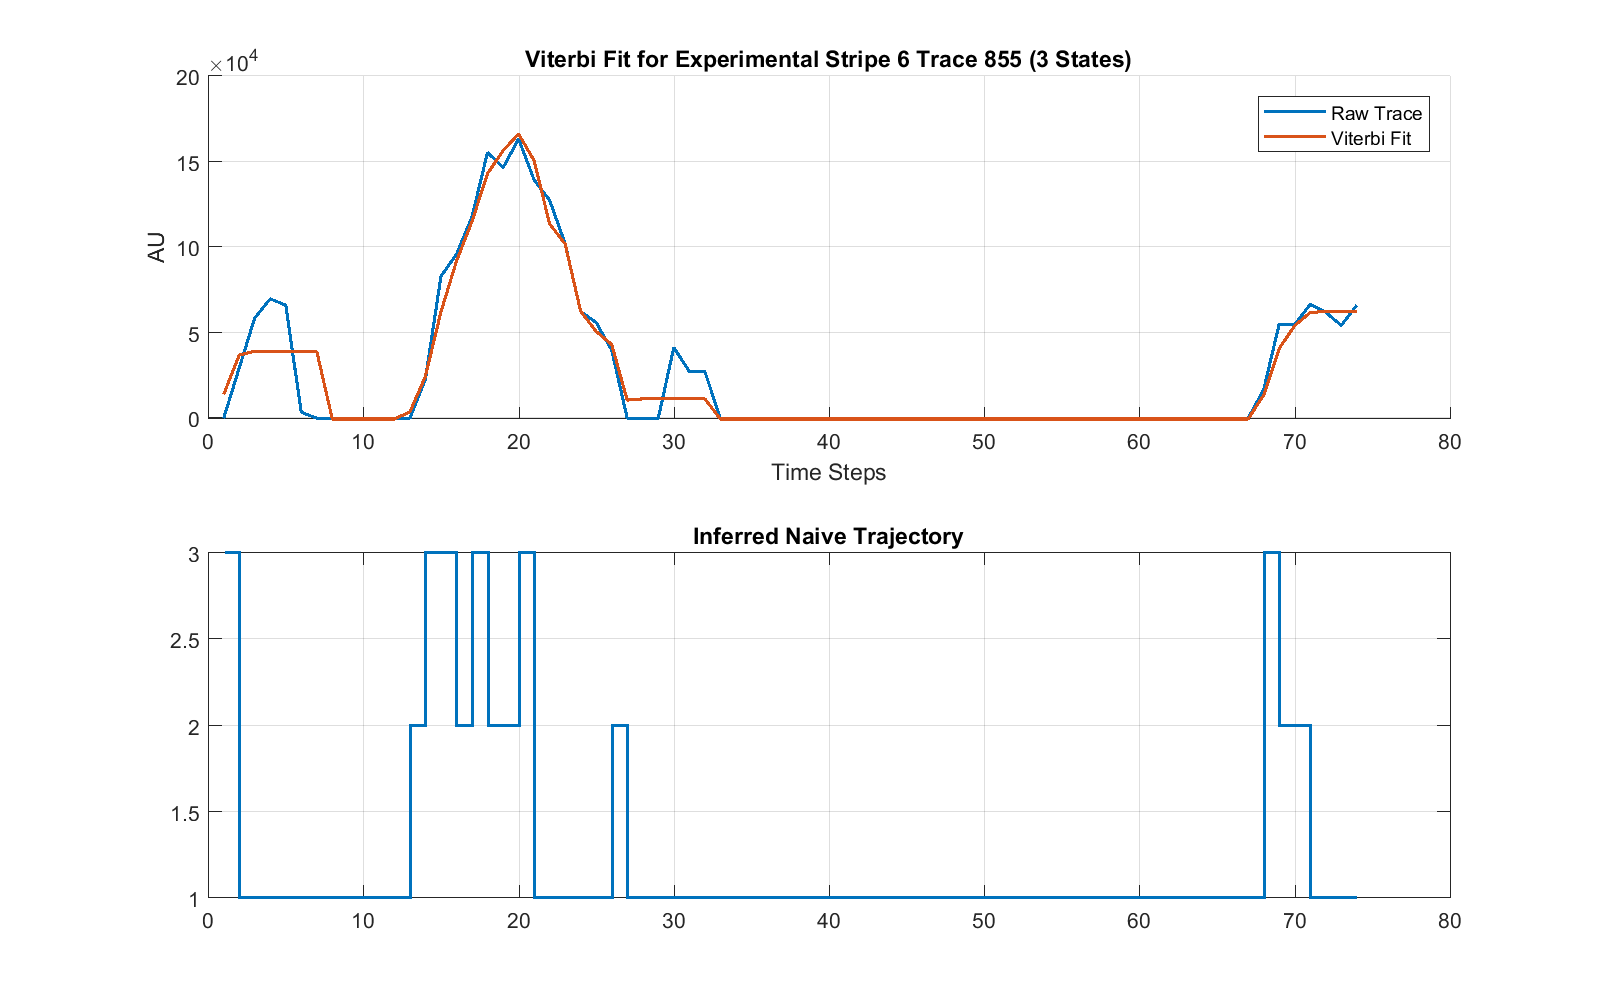 Viterbi Fit for Experimental Stripe 6 Trace 855 (3 States)
×10⁴
20
15
10
5
0
AU
Raw Trace
Viterbi Fit
0 10 20 30 40 50 60 70 80
Time Steps
Inferred Naive Trajectory
3
2.5
2
1.5
1
0 10 20 30 40 50 60 70 80